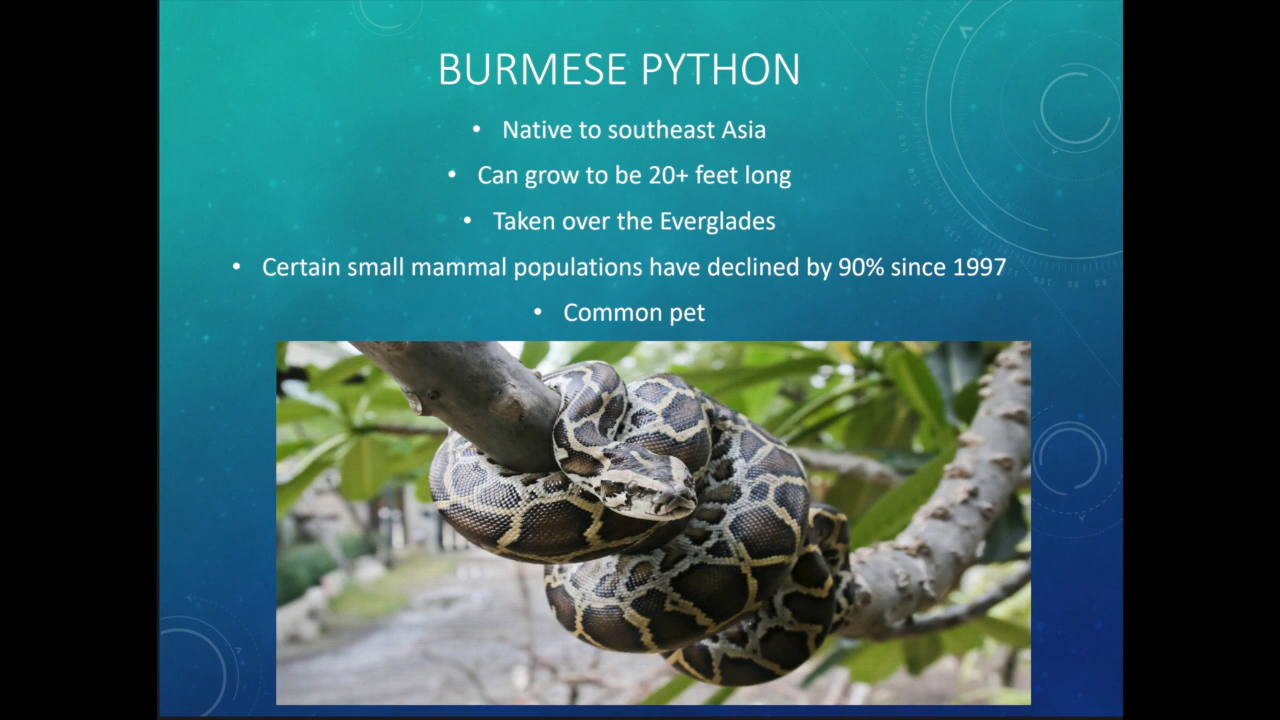 BURMESE PYTHON
• Native to southeast Asia
• Can grow to be 20+ feet long
• Taken over the Everglades
• Certain small mammal populations have declined by 90% since 1997
• Common pet